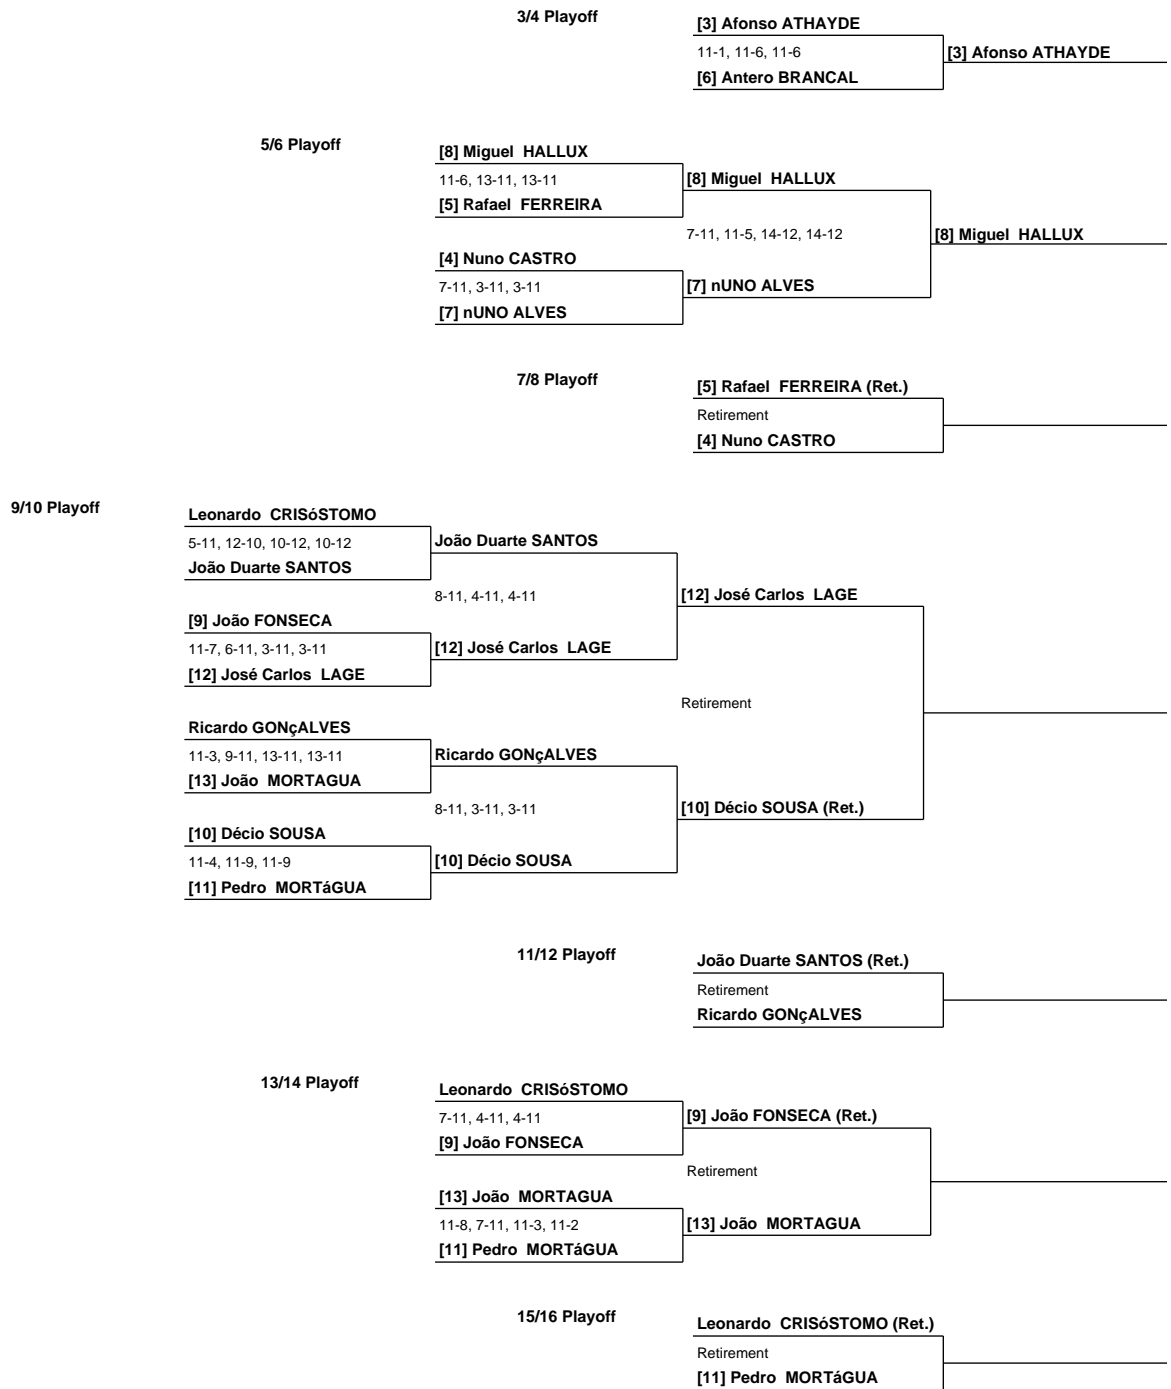 3/4 Playoff
[3] Afonso ATHAYDE
11-1, 11-6, 11-6
[3] Afonso ATHAYDE
[6] Antero BRANCAL
5/6 Playoff
[8] Miguel HALLUX
11-6, 13-11, 13-11
[8] Miguel HALLUX
[5] Rafael FERREIRA
7-11, 11-5, 14-12, 14-12
[8] Miguel HALLUX
[4] Nuno CASTRO
7-11, 3-11, 3-11
[7] nUNO ALVES
[7] nUNO ALVES
7/8 Playoff
[5] Rafael FERREIRA (Ret.)
Retirement
[4] Nuno CASTRO
9/10 Playoff
Leonardo CRISóSTOMO
5-11, 12-10, 10-12, 10-12
João Duarte SANTOS
João Duarte SANTOS
8-11, 4-11, 4-11
[12] José Carlos LAGE
[9] João FONSECA
11-7, 6-11, 3-11, 3-11
[12] José Carlos LAGE
[12] José Carlos LAGE
Retirement
Ricardo GONçALVES
11-3, 9-11, 13-11, 13-11
Ricardo GONçALVES
[13] João MORTAGUA
8-11, 3-11, 3-11
[10] Décio SOUSA (Ret.)
[10] Décio SOUSA
11-4, 11-9, 11-9
[10] Décio SOUSA
[11] Pedro MORTáGUA
11/12 Playoff
João Duarte SANTOS (Ret.)
Retirement
Ricardo GONçALVES
13/14 Playoff
Leonardo CRISóSTOMO
7-11, 4-11, 4-11
[9] João FONSECA (Ret.)
[9] João FONSECA
Retirement
[13] João MORTAGUA
11-8, 7-11, 11-3, 11-2
[13] João MORTAGUA
[11] Pedro MORTáGUA
15/16 Playoff
Leonardo CRISóSTOMO (Ret.)
Retirement
[11] Pedro MORTáGUA